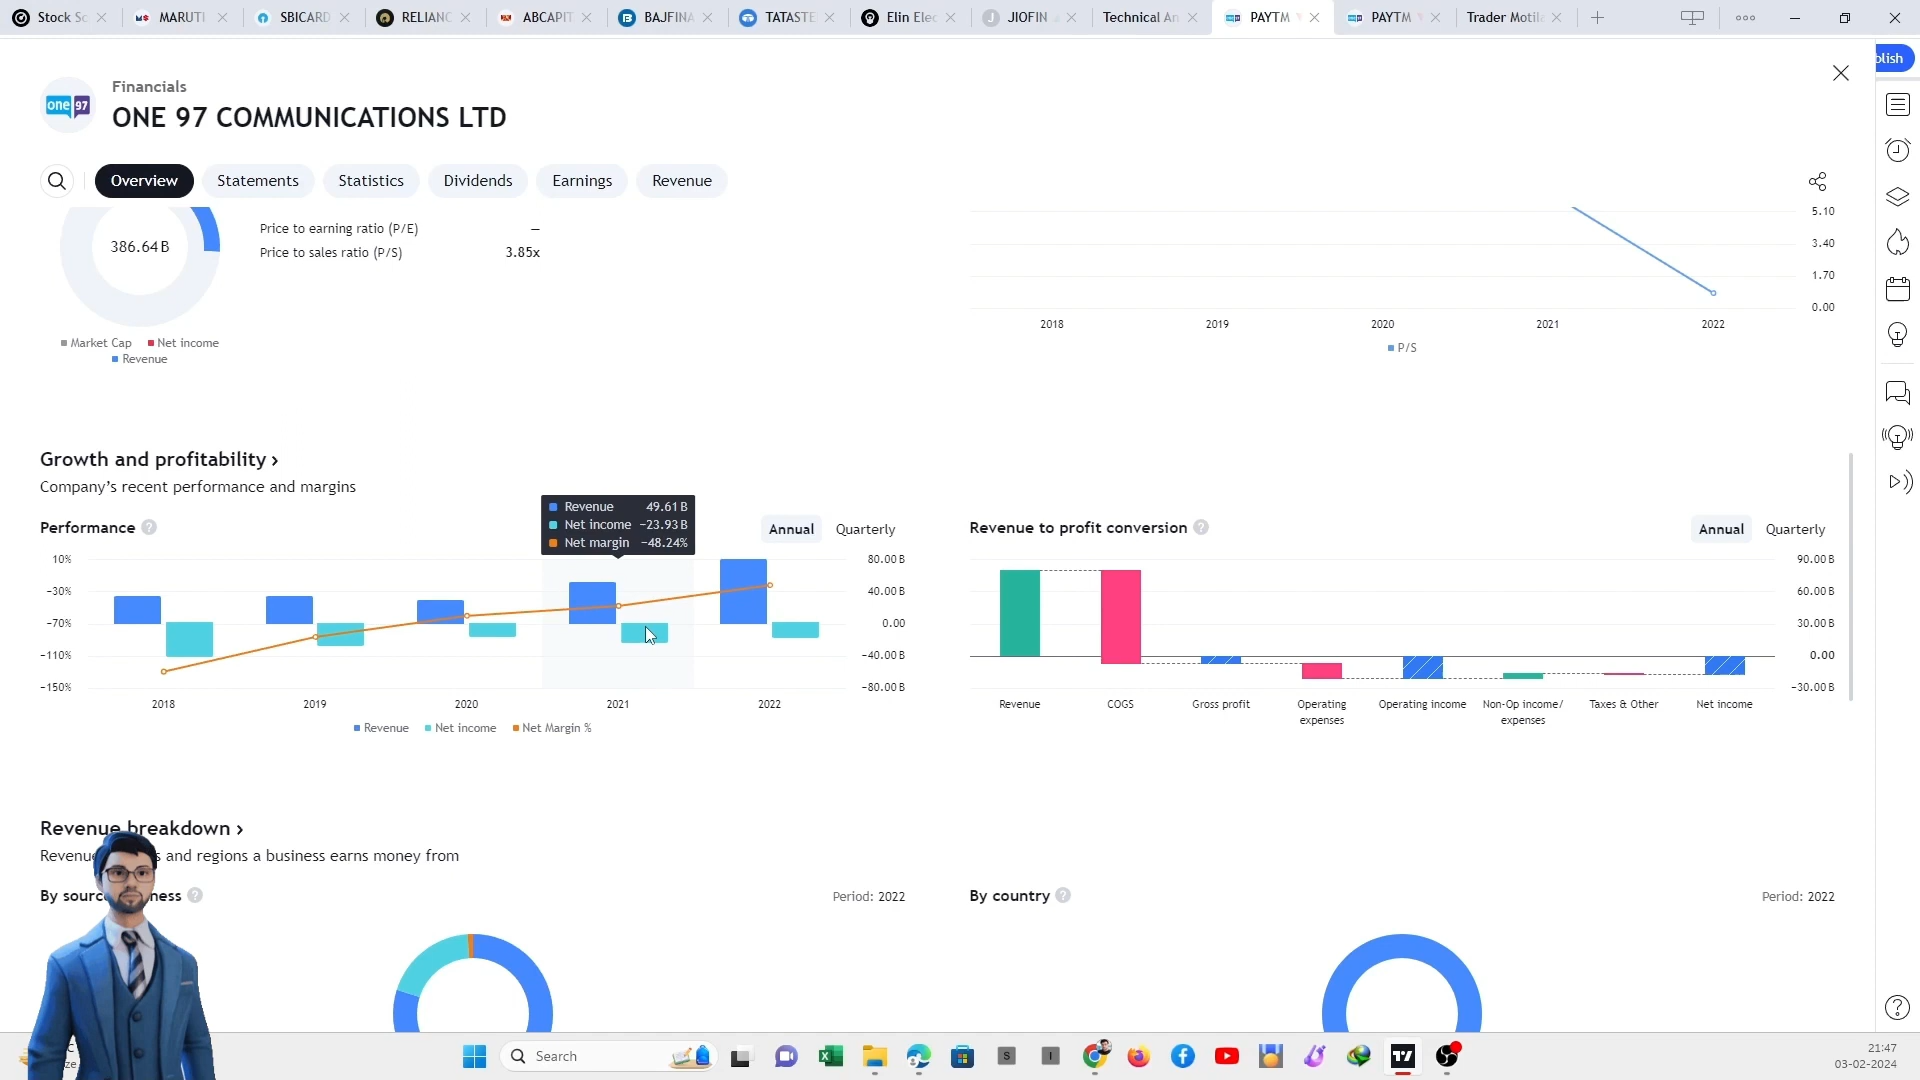 Stock Sc
MARUTI
SBICARD
RELIANC
ABCAPIT
BAJFINA
TATASTE
Elin Elec
JIOFIN
Technical An
PAYTM
PAYTM
Trader Motila
blish
Financials
one 97
ONE 97 COMMUNICATIONS LTD
Overview
Statements
Statistics
Dividends
Earnings
Revenue
386.64 B
Price to earning ratio (P/E) —
Price to sales ratio (P/S) 3.85x
Market Cap Net income
Revenue
5.10
3.40
1.70
0.00
2018 2019 2020 2021 2022
P/S
Growth and profitability ›
Company’s recent performance and margins
Performance
Annual Quarterly
Revenue 49.61 B
Net income −23.93 B
Net margin −48.24%
10% 80.00 B
−30% 40.00 B
−70% 0.00
−110% −40.00 B
−150% −80.00 B
2018 2019 2020 2021 2022
Revenue Net income Net Margin %
Revenue to profit conversion
Annual Quarterly
90.00 B
60.00 B
30.00 B
0.00
−30.00 B
Revenue COGS Gross profit Operating expenses Operating income Non-Op income/ expenses Taxes & Other Net income
Revenue breakdown ›
Revenue s and regions a business earns money from
By sourc ness
Period: 2022
By country
Period: 2022
Search
21:47
03-02-2024